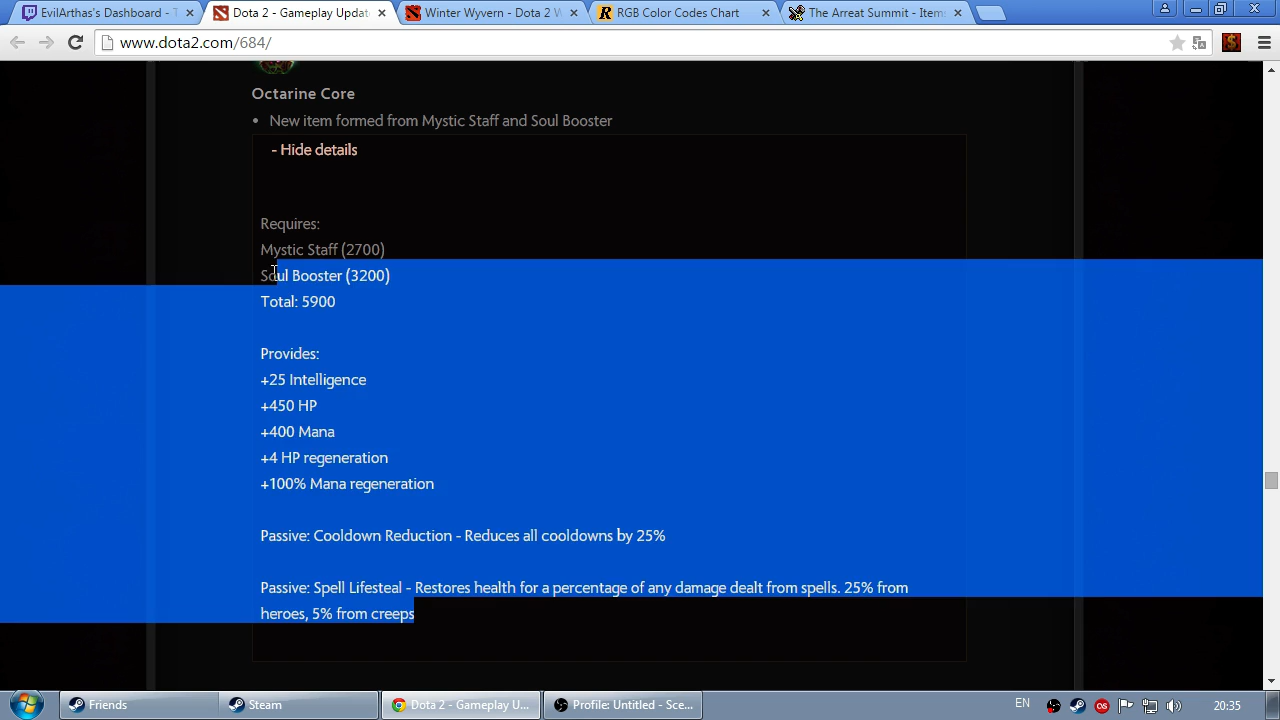 EvilArthas's Dashboard - T
Dota 2 - Gameplay Updat
Winter Wyvern - Dota 2 W
RGB Color Codes Chart
The Arreat Summit - Item
www.dota2.com/684/
Octarine Core
• New item formed from Mystic Staff and Soul Booster
- Hide details
Requires:
Mystic Staff (2700)
Soul Booster (3200)
Total: 5900
Provides:
+25 Intelligence
+450 HP
+400 Mana
+4 HP regeneration
+100% Mana regeneration
Passive: Cooldown Reduction - Reduces all cooldowns by 25%
Passive: Spell Lifesteal - Restores health for a percentage of any damage dealt from spells. 25% from
heroes, 5% from creeps
Friends
Steam
Dota 2 - Gameplay U...
Profile: Untitled - Sce...
EN
20:35